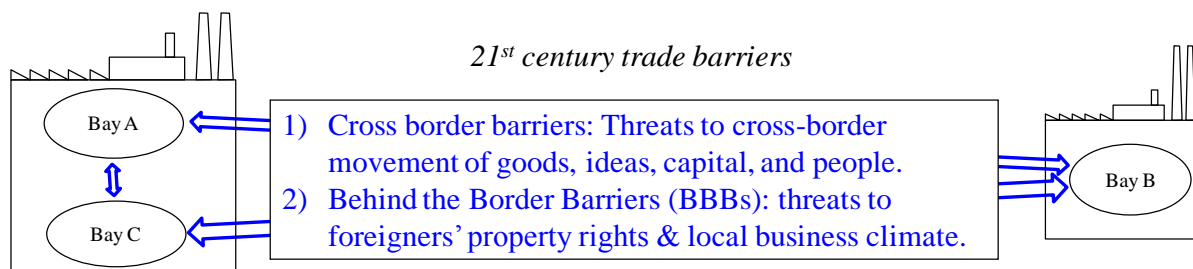 21st century trade barriers
Bay A
1) Cross border barriers: Threats to cross-border
movement of goods, ideas, capital, and people.
Bay B
2) Behind the Border Barriers (BBBs): threats to
Bay C
foreigners' property rights & local business climate.